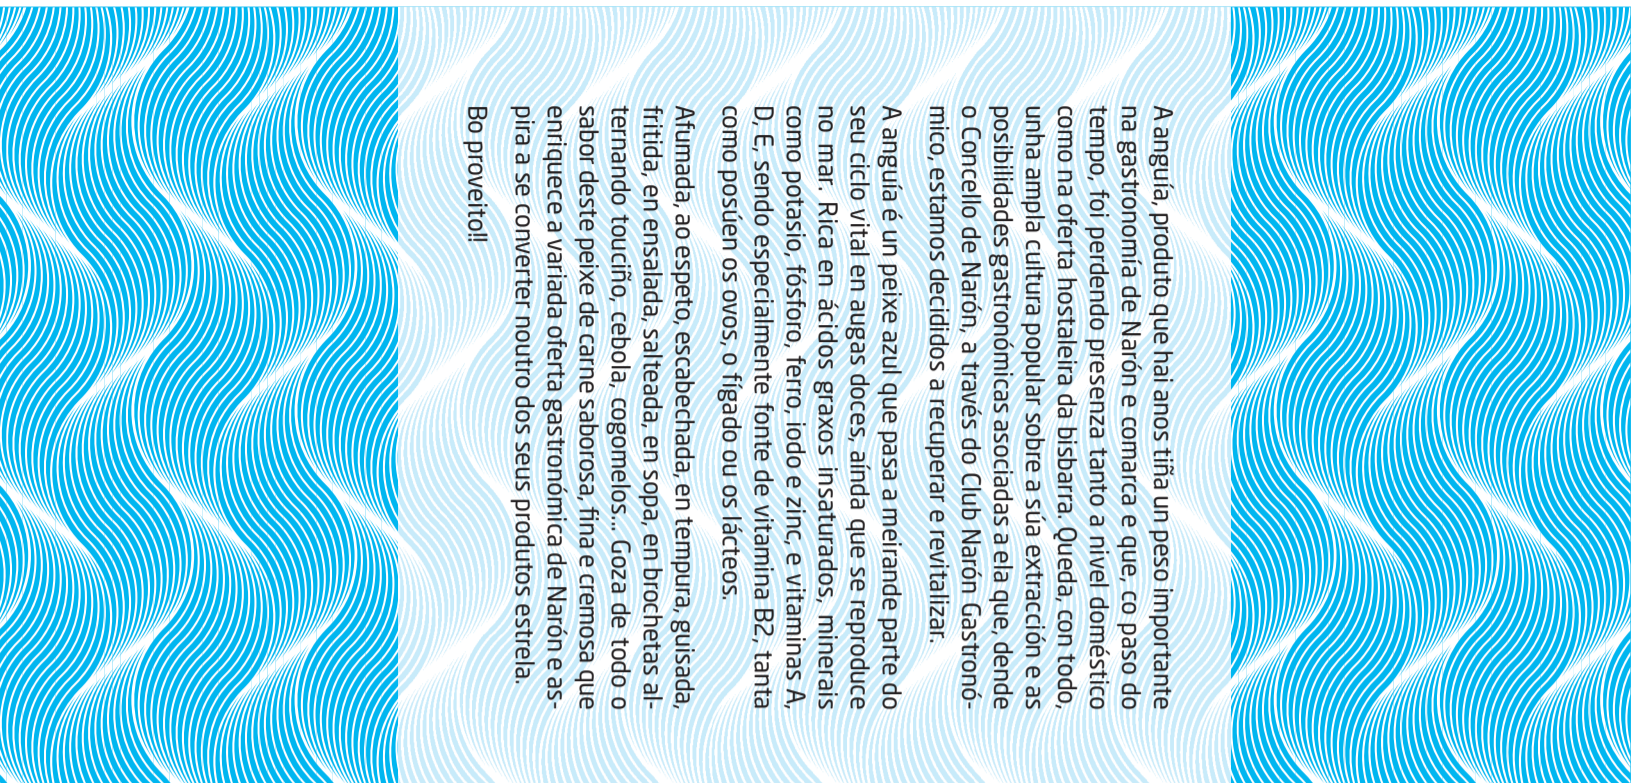 A anguía, produto que hai anos tiña un peso importante
na gastronomía de Narón e comarca e que, co paso do
tempo, foi perdendo presenza tanto a nivel doméstico
como na oferta hostaleira da bisbarra. Queda, con todo,
unha ampla cultura popular sobre a súa extracción e as
posibilidades gastronómicas asociadas a ela que, dende
o Concello de Narón, a través do Club Narón Gastronó-
mico, estamos decididos a recuperar e revitalizar.
A anguía é un peixe azul que pasa a meirande parte do
seu ciclo vital en augas doces, aínda que se reproduce
no mar. Rica en ácidos graxos insaturados, minerais
como potasio, fósforo, ferro, iodo e zinc, e vitaminas A,
D, E, sendo especialmente fonte de vitamina B2, tanta
como posúen os ovos, o fígado ou os lácteos.
Afumada, ao espeto, escabechada, en tempura, guisada,
fritida, en ensalada, salteada, en sopa, en brochetas al-
ternando touciño, cebola, cogomelos... Goza de todo o
sabor deste peixe de carne saborosa, fina e cremosa que
enriquece a variada oferta gastronómica de Narón e as-
pira a se converter noutro dos seus produtos estrela.
Bo proveito!!